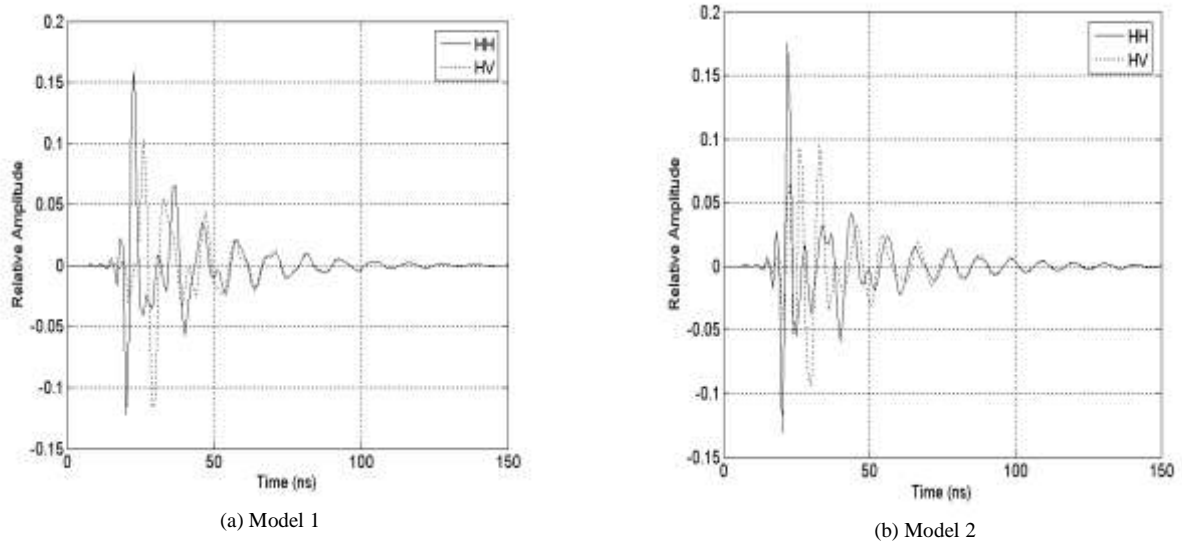 0.2
0.15
0.1
0.05
0
-0.05
-0.1
-0.15
Relative Amplitude
HH
HV
0
50
100
150
Time (ns)
(a) Model 1
0.2
0.15
0.1
0.05
0
-0.05
-0.1
-0.15
Relative Amplitude
HH
HV
0
50
100
150
Time (ns)
(b) Model 2